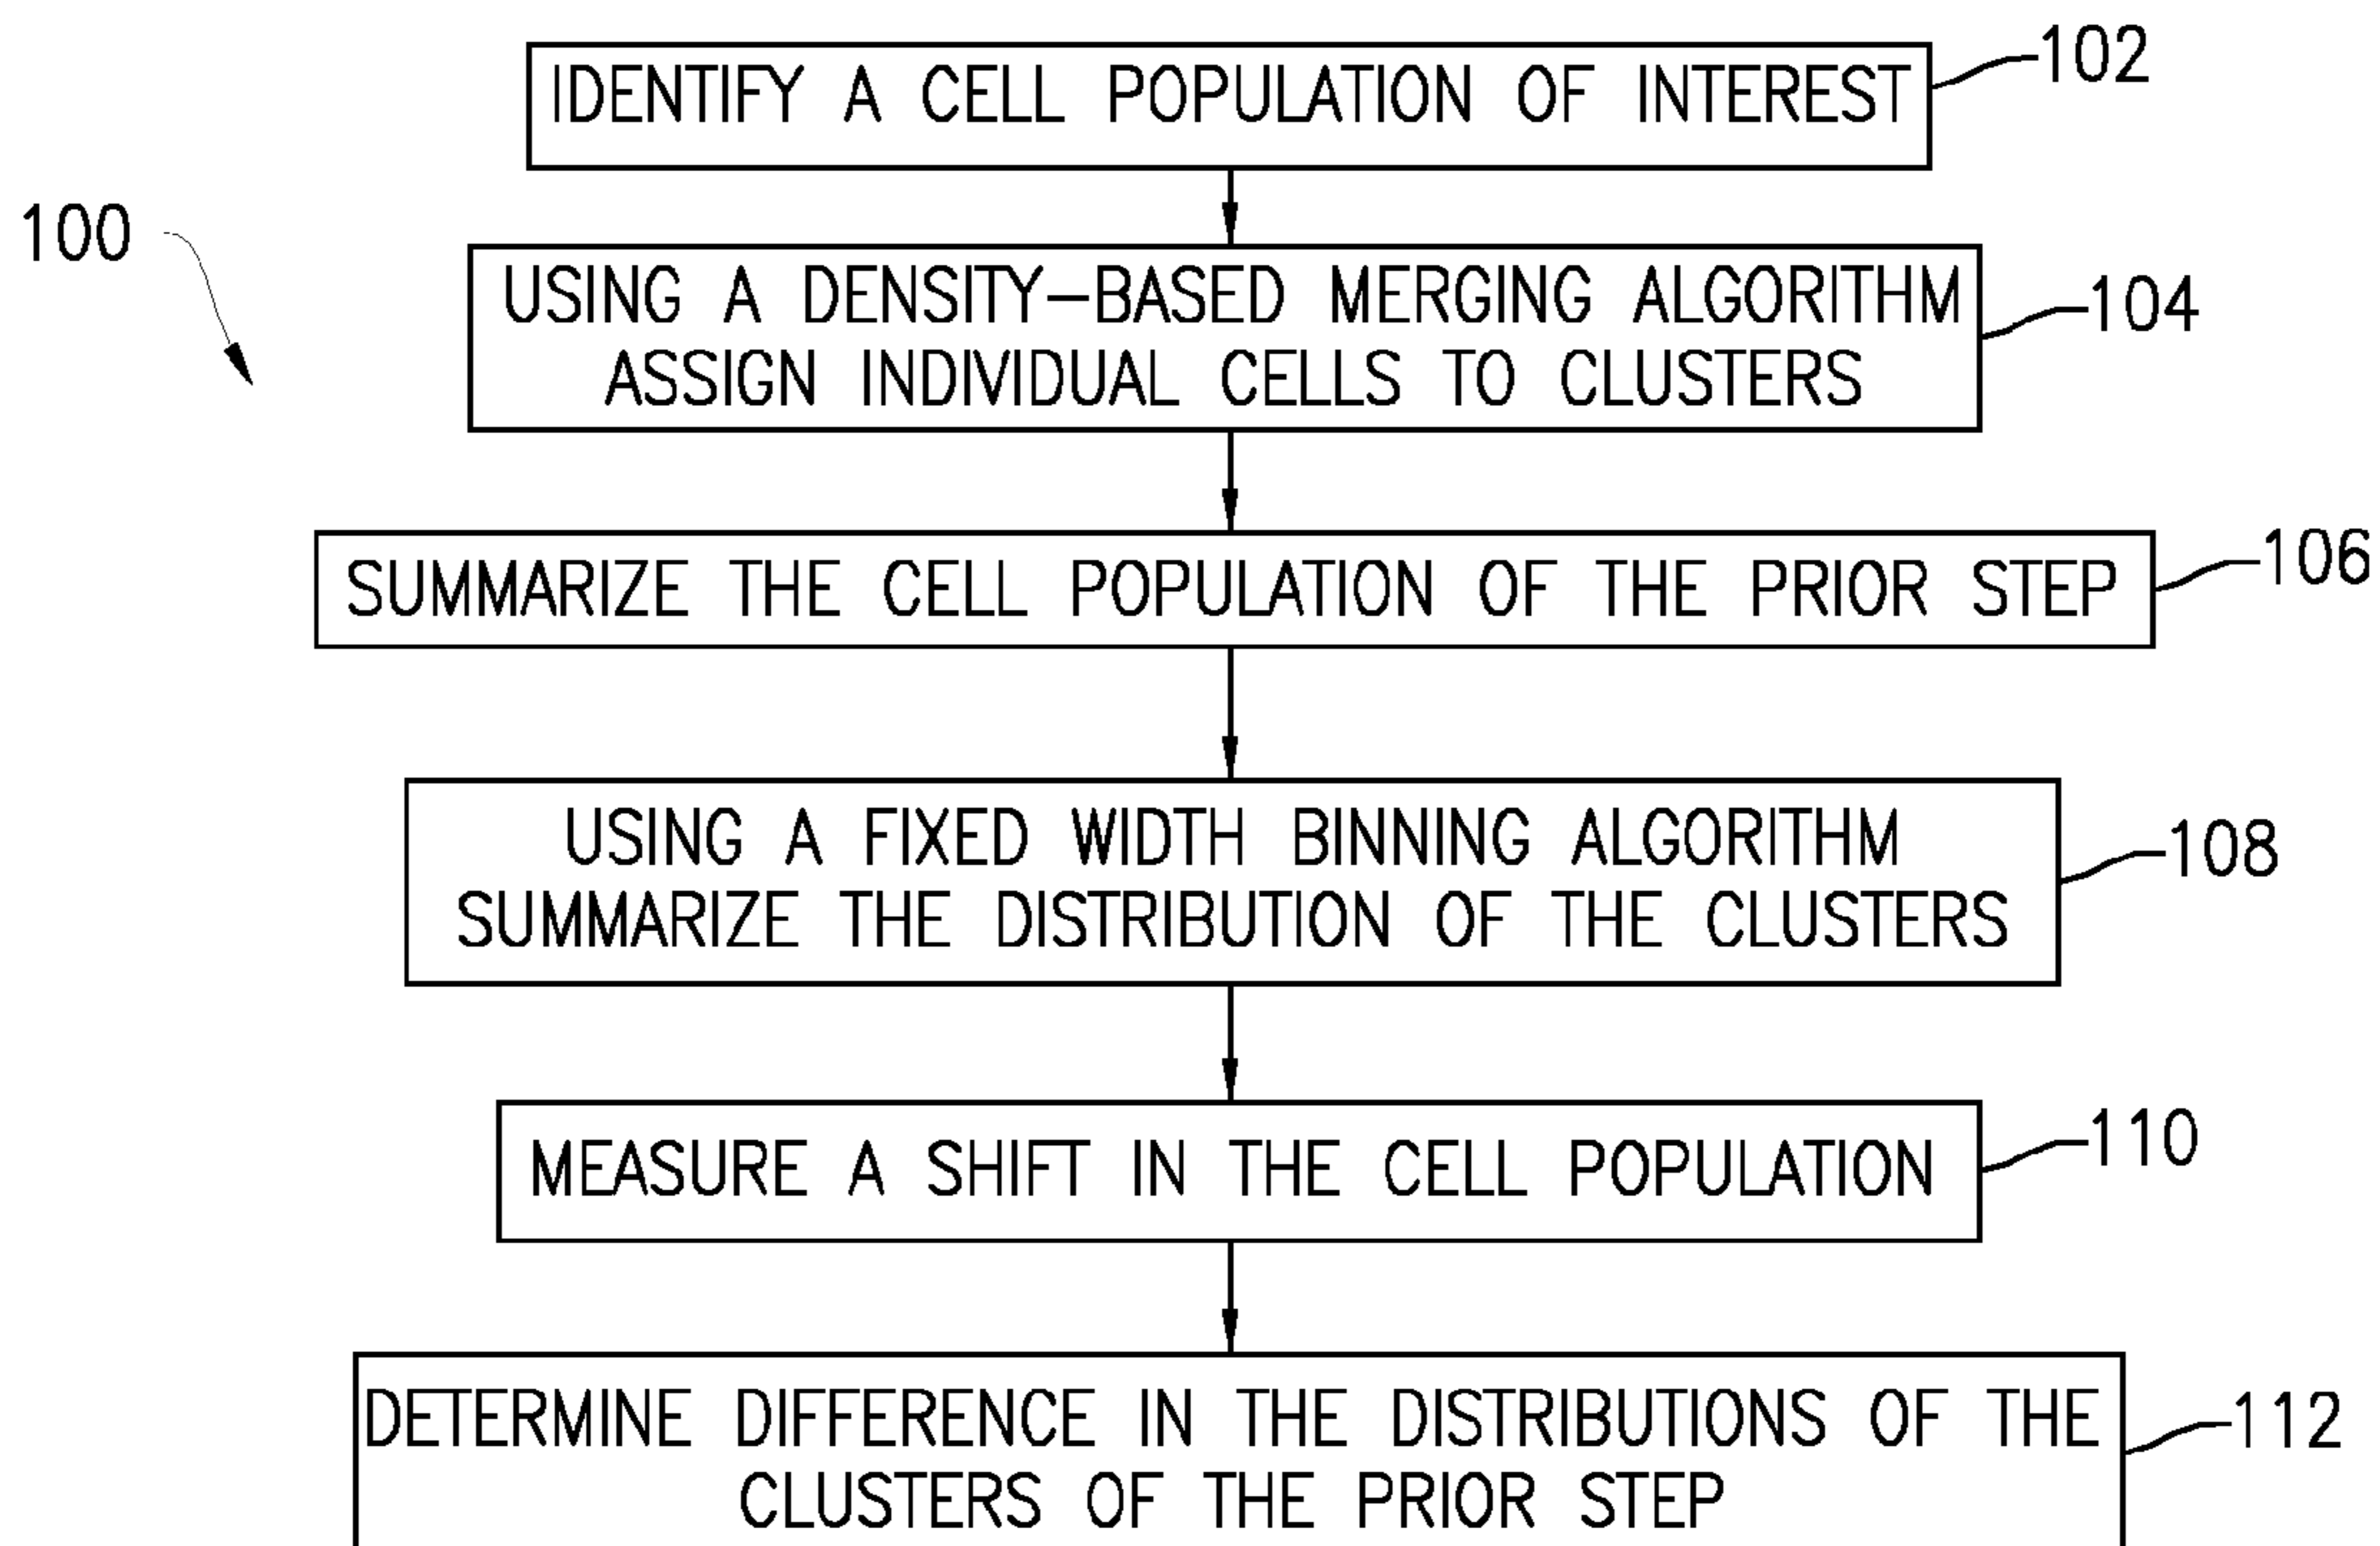 IDENTIFY A CELL POPULATION OF INTEREST
102
100
USING A DENSITY-BASED MERGING ALGORITHM
ASSIGN INDIVIDUAL CELLS TO CLUSTERS
104
SUMMARIZE THE CELL POPULATION OF THE PRIOR STEP
106
USING A FIXED WIDTH BINNING ALGORITHM
SUMMARIZE THE DISTRIBUTION OF THE CLUSTERS
108
MEASURE A SHIFT IN THE CELL POPULATION
110
DETERMINE DIFFERENCE IN THE DISTRIBUTIONS OF THE
CLUSTERS OF THE PRIOR STEP
112